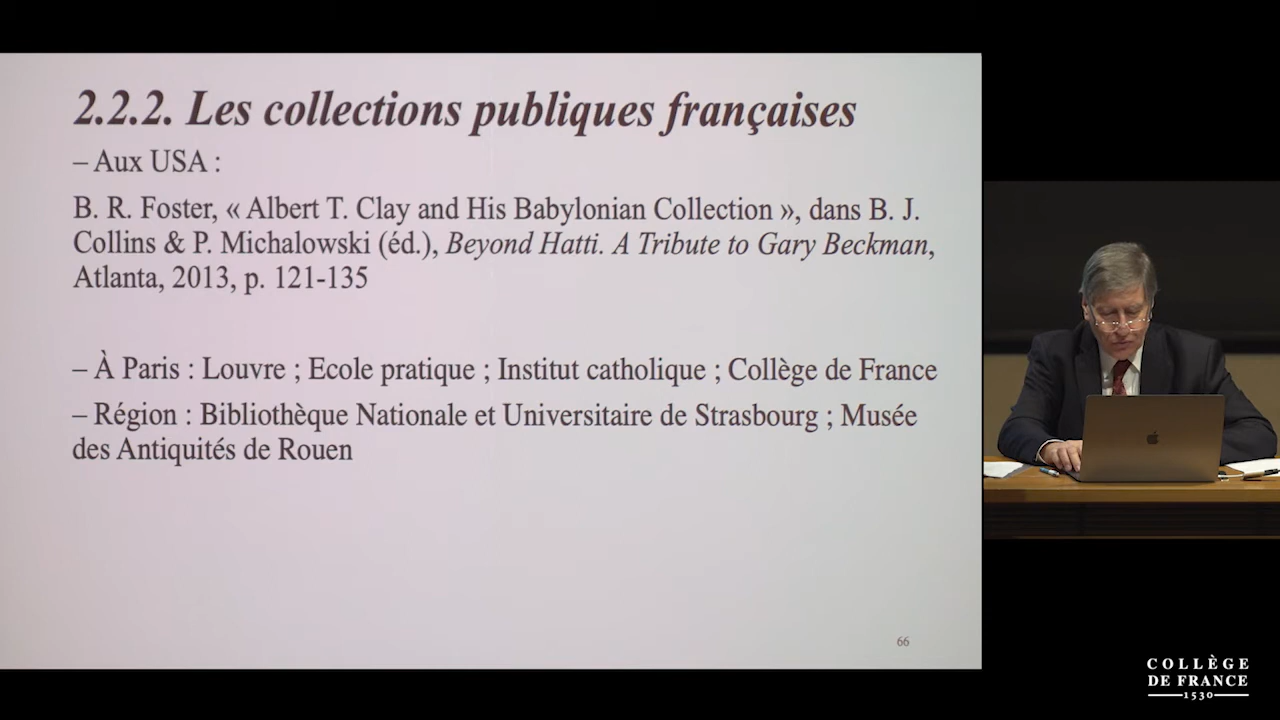 2.2.2. Les collections publiques françaises
– Aux USA :
B. R. Foster, « Albert T. Clay and His Babylonian Collection », dans B. J.
Collins & P. Michalowski (éd.), Beyond Hatti. A Tribute to Gary Beckman,
Atlanta, 2013, p. 121-135
– À Paris : Louvre ; Ecole pratique ; Institut catholique ; Collège de France
– Région : Bibliothèque Nationale et Universitaire de Strasbourg ; Musée
des Antiquités de Rouen
66
COLLÈGE
DE FRANCE
1530